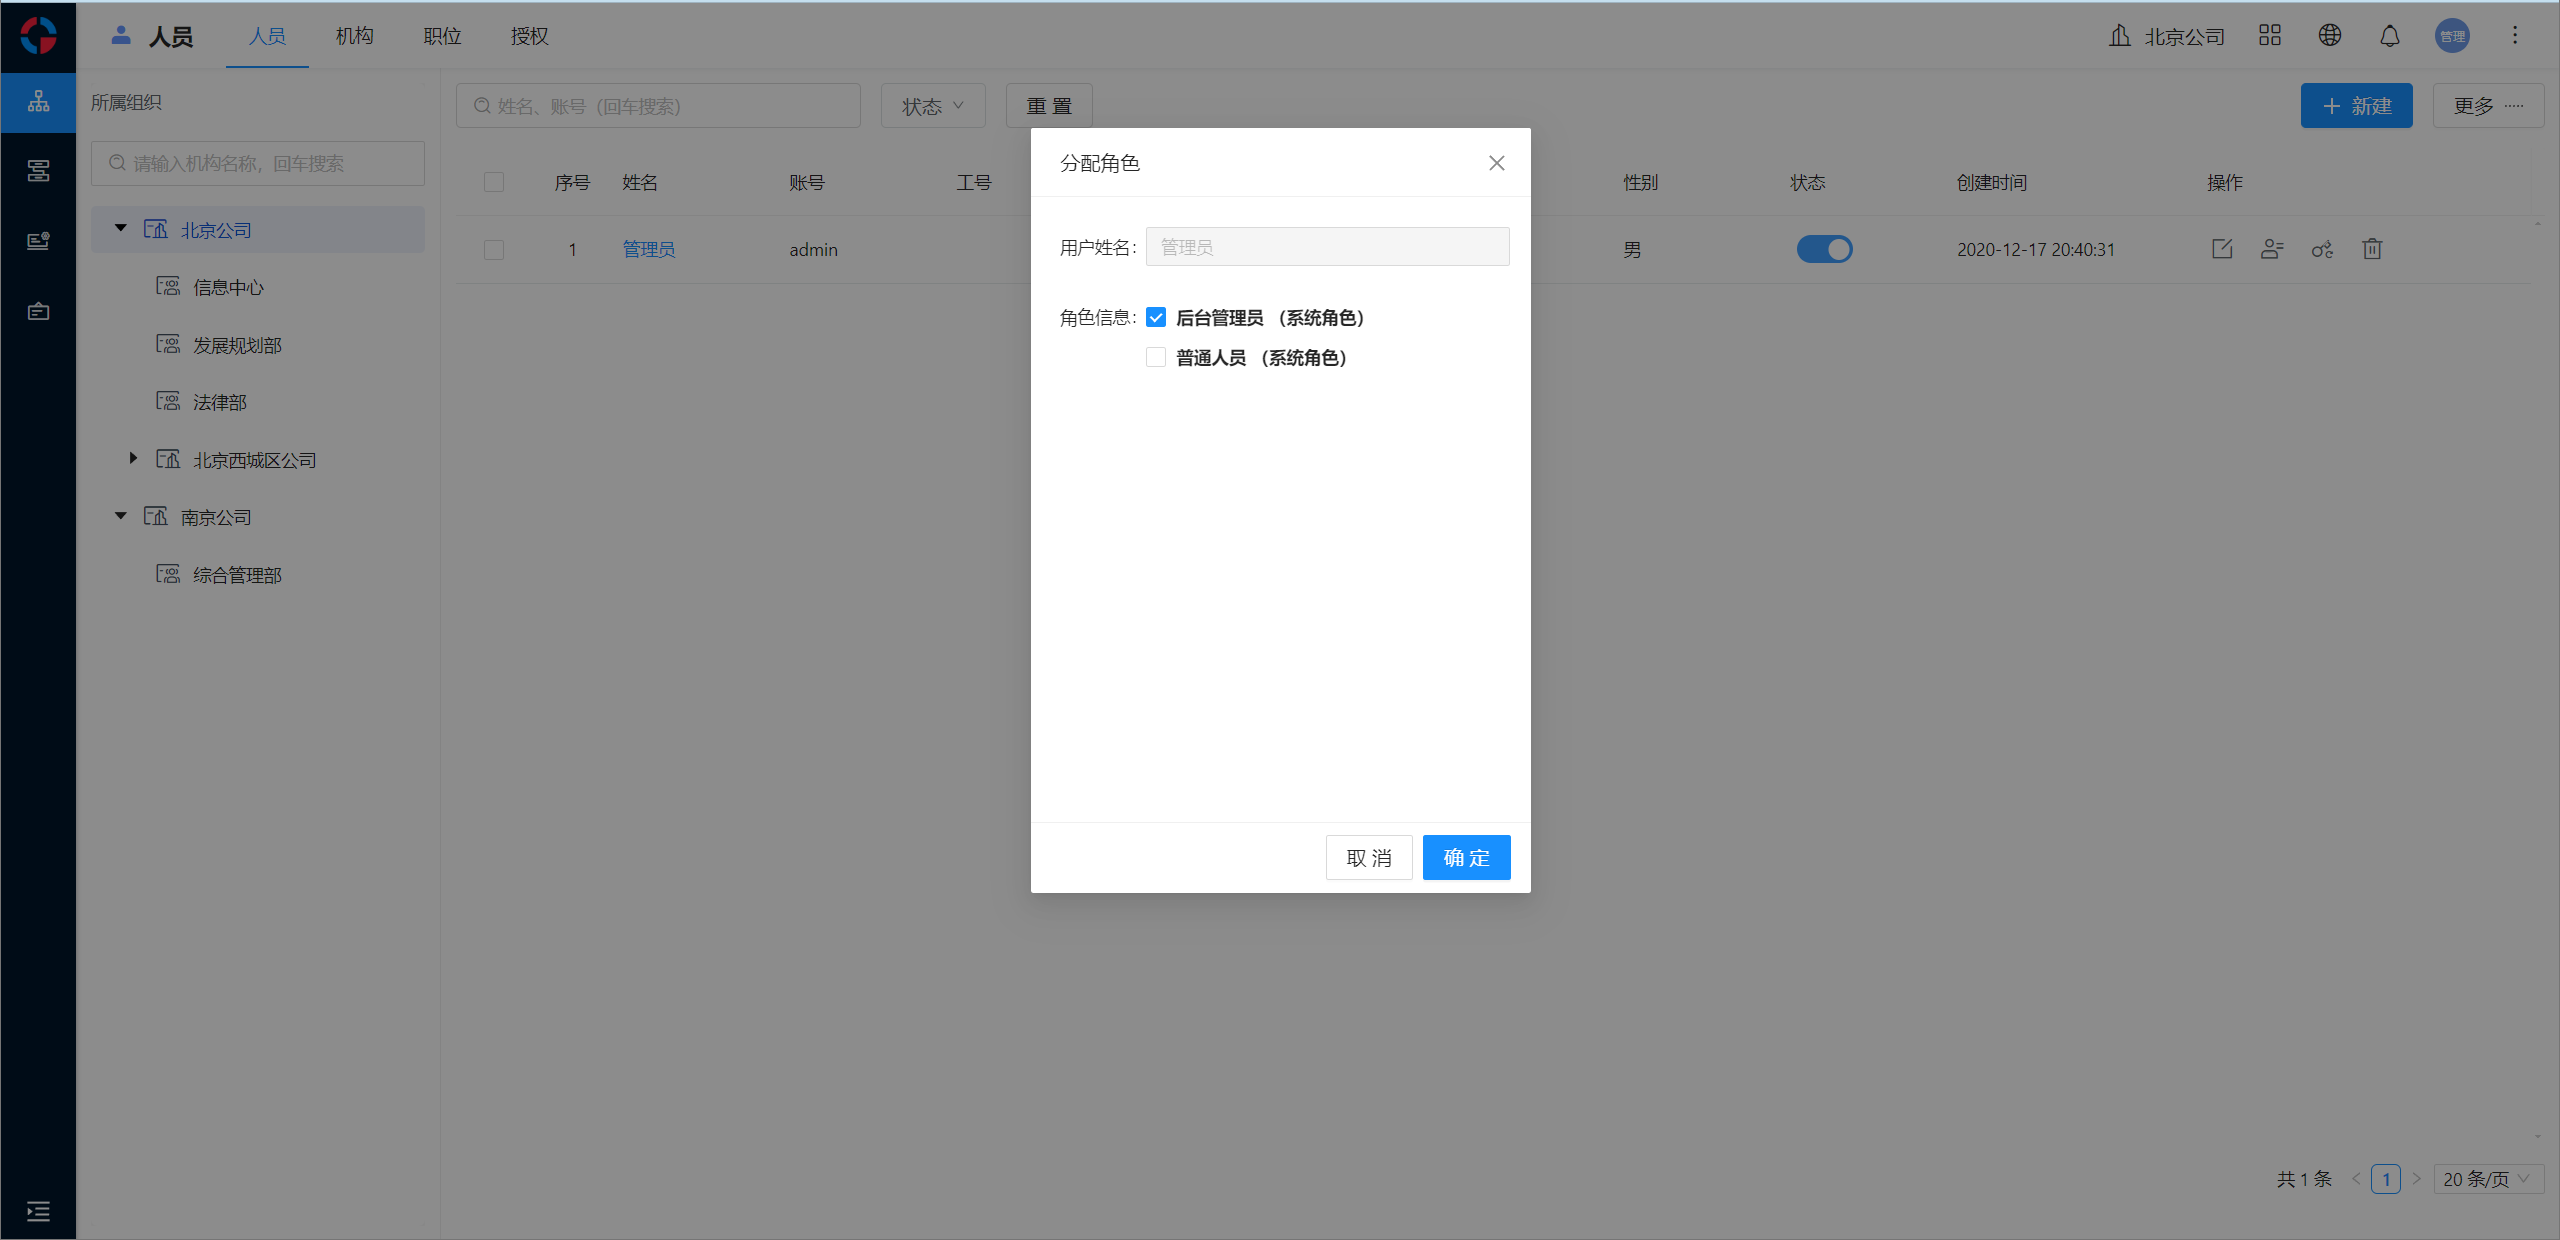 人员 人员 机构 职位 授权 北京公司 管理
所属组织
姓名、账号（回车搜索） 状态 重 置 + 新建 更多 ·····
请输入机构名称，回车搜索
北京公司
信息中心
发展规划部
法律部
北京西城区公司
南京公司
综合管理部
序号 姓名 账号 工号 性别 状态 创建时间 操作
1 管理员 admin 男 2020-12-17 20:40:31
分配角色
用户姓名： 管理员
角色信息： 后台管理员 （系统角色）
普通人员 （系统角色）
取 消 确 定
共 1 条 < 1 > 20 条/页